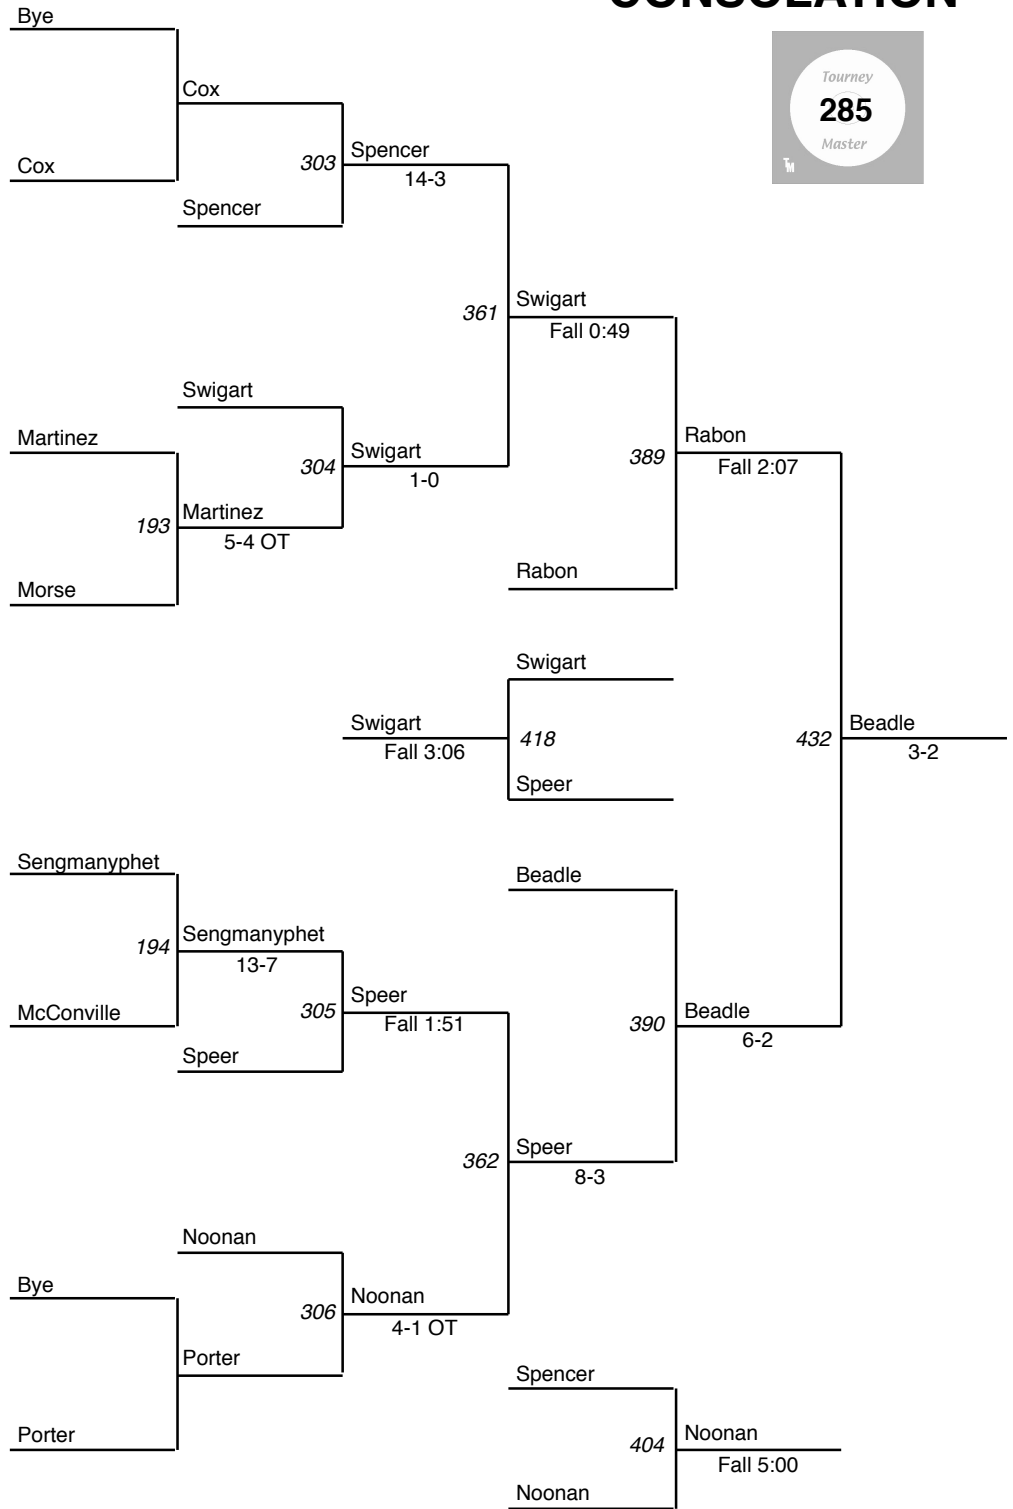 CONSOLATION
Bye
Tourney
285
Master
TM
Cox
303
Spencer
14-3
Cox
Spencer
361
Swigart
Fall 0:49
Swigart
Martinez
304
Swigart
1-0
389
Rabon
Fall 2:07
193
Martinez
5-4 OT
Rabon
Morse
Swigart
Swigart
Fall 3:06
418
432
Beadle
3-2
Speer
Sengmanyphet
Beadle
194
Sengmanyphet
13-7
McConville
305
Speer
Fall 1:51
390
Beadle
6-2
Speer
362
Speer
8-3
Noonan
Bye
306
Noonan
4-1 OT
Porter
Spencer
Porter
404
Noonan
Fall 5:00
Noonan